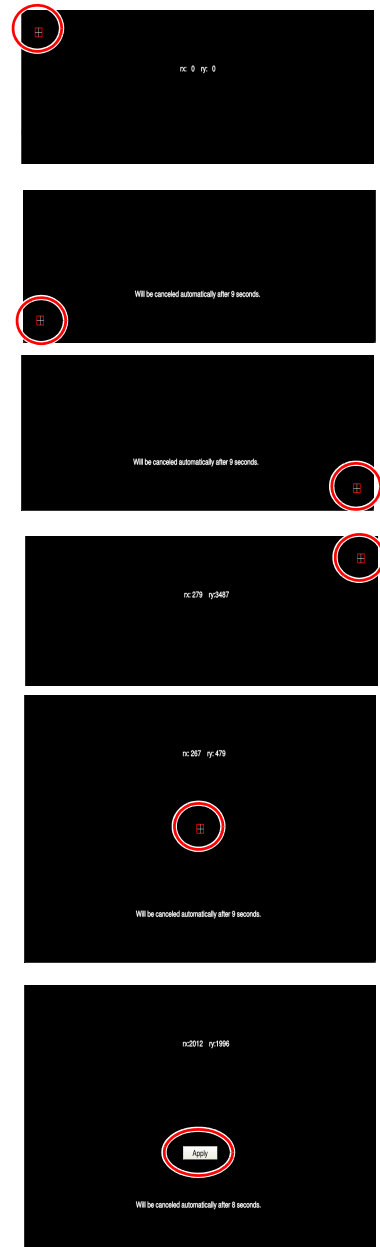 rx: 0 ry: 0
Will be canceled automatically after 9 seconds.
Will be canceled automatically after 9 seconds.
rx: 279 ry:3487
rx: 267 ry: 479
Will be canceled automatically after 9 seconds.
rx:2012 ry:1996
Apply
Will be canceled automatically after 8 seconds.